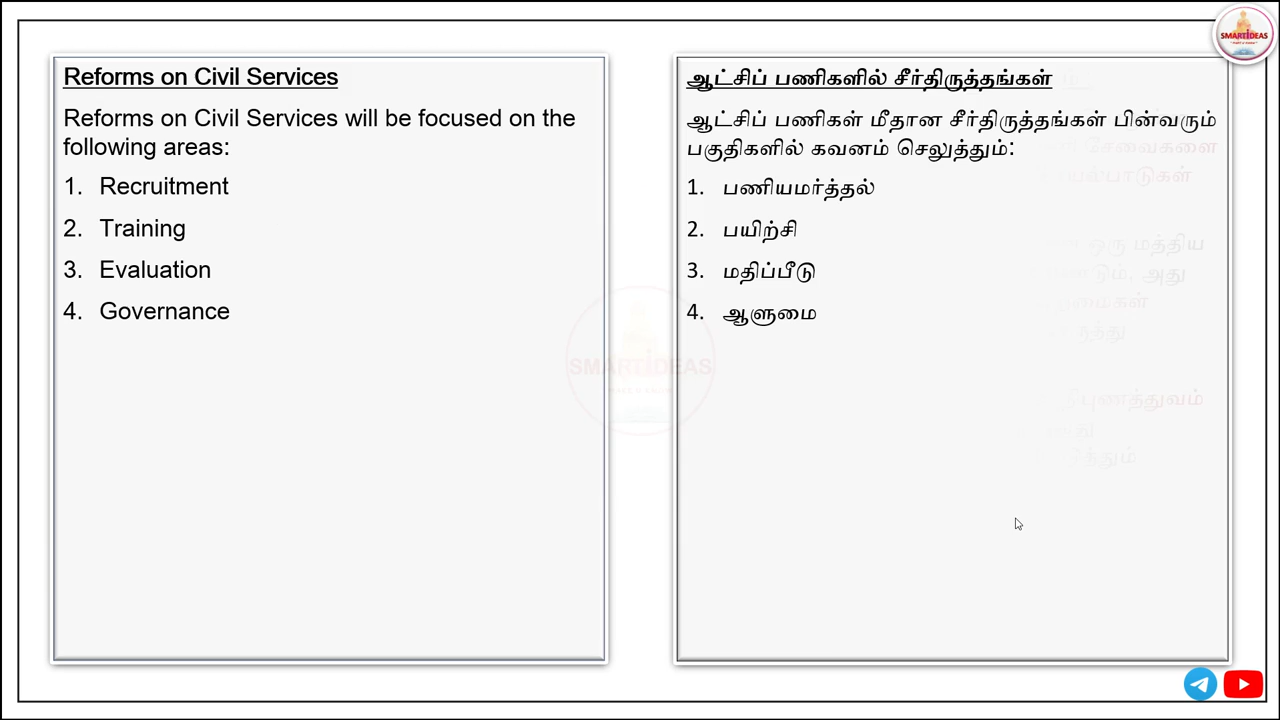 SMARTIDEAS
Reforms on Civil Services
Reforms on Civil Services will be focused on the
following areas:
1. Recruitment
2. Training
3. Evaluation
4. Governance
ஆட்சிப் பணிகளில் சீர்திருத்தங்கள்
ஆட்சிப் பணிகள் மீதான சீர்திருத்தங்கள் பின்வரும்
பகுதிகளில் கவனம் செலுத்தும்:
1. பணியமர்த்தல்
2. பயிற்சி
3. மதிப்பீடு
4. ஆளுமை
SMARTIDEAS